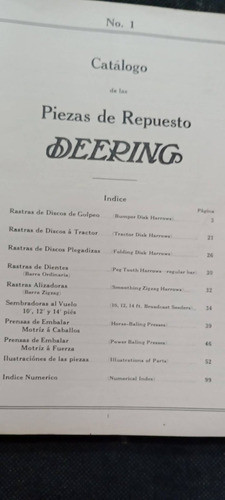 No. 1
Catálogo
de las
Piezas de Repuesto
DEERING
Indice
Página
Rastras de Discos de Golpeo (Bumper Disk Harrows) 3
Rastras de Discos á Tractor (Tractor Disk Harrows) 21
Rastras de Discos Plegadizas (Folding Disk Harrows) 26
Rastras de Dientes (Peg Tooth Harrows - regular bar) 30
(Barra Ordinaria)
Rastras Alizadoras (Smoothing Zigzag Harrows) 32
(Barra Zigzag)
Sembradoras al Vuelo (10, 12, 14 ft. Broadcast Seeders) 34
10', 12' y 14' piés
Prensas de Embalar (Horse-Baling Presses) 38
Motriz á Caballos
Prensas de Embalar (Power Baling Presses) 46
Motriz á Fuerza
Ilustraciónes de las piezas (Illustrations of Parts) 52
Indice Numerico (Numerical Index) 99